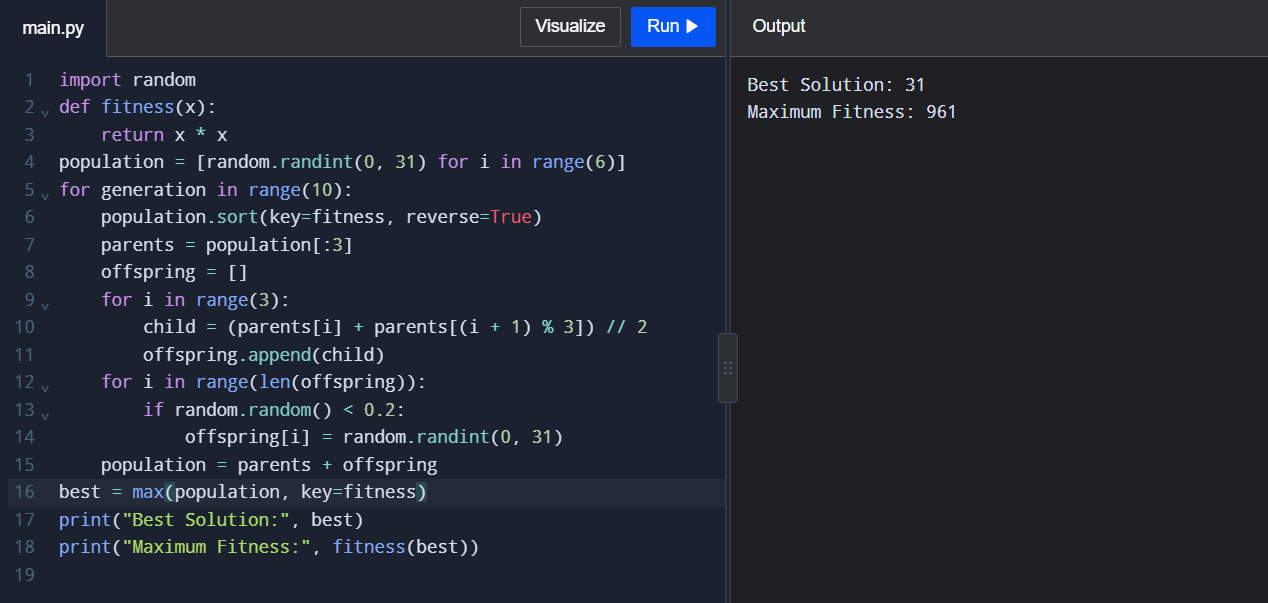 main.py
Visualize
Run
Output
1 import random
2 def fitness(x):
3     return x * x
4 population = [random.randint(0, 31) for i in range(6)]
5 for generation in range(10):
6     population.sort(key=fitness, reverse=True)
7     parents = population[:3]
8     offspring = []
9     for i in range(3):
10         child = (parents[i] + parents[(i + 1) % 3]) // 2
11         offspring.append(child)
12     for i in range(len(offspring)):
13         if random.random() < 0.2:
14             offspring[i] = random.randint(0, 31)
15     population = parents + offspring
16 best = max(population, key=fitness)
17 print("Best Solution:", best)
18 print("Maximum Fitness:", fitness(best))
19
Best Solution: 31
Maximum Fitness: 961